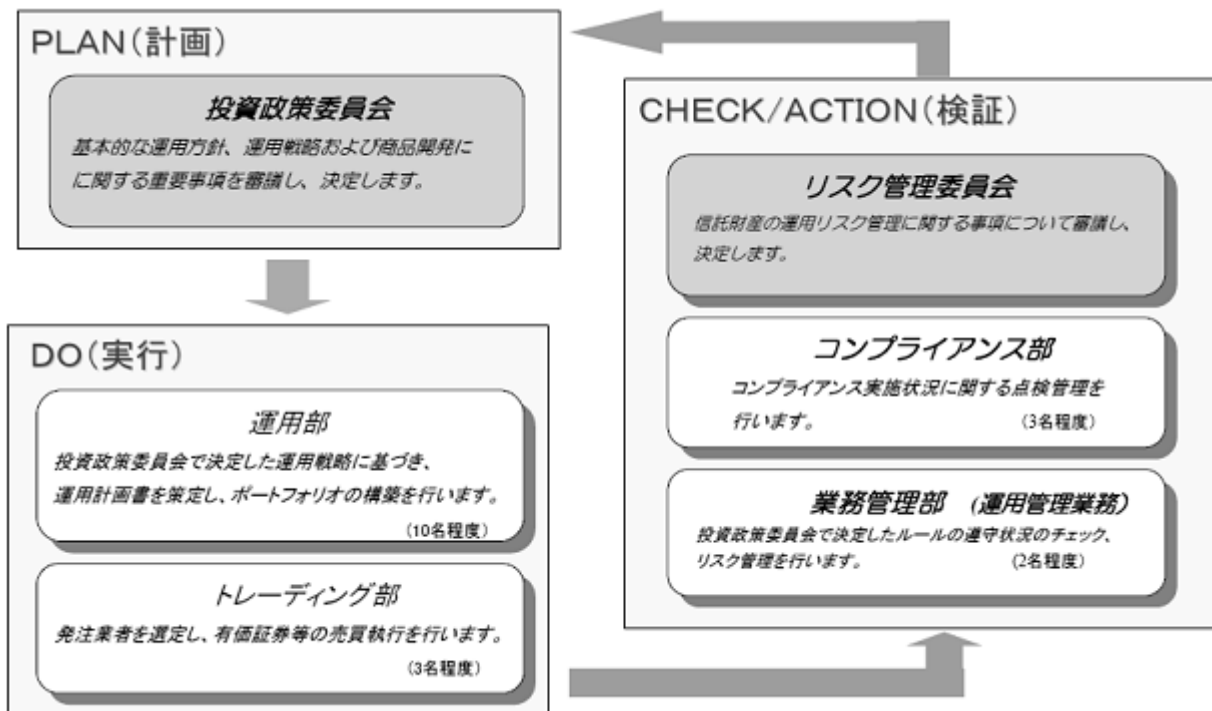 PLAN(計画)
投資政策委員会
基本的な運用方針、運用戦略および商品開発に
に関する重要事項を審議し、決定します。
DO(実行)
運用部
投資政策委員会で決定した運用戦略に基づき、
運用計画書を策定し、ポートフォリオの構築を行います。
(10名程度)
トレーディング部
発注業者を選定し、有価証券等の売買執行を行います。
(3名程度)
CHECK/ACTION(検証)
リスク管理委員会
信託財産の運用リスク管理に関する事項について審議し、
決定します。
コンプライアンス部
コンプライアンス実施状況に関する点検管理を
行います。 (3名程度)
業務管理部 (運用管理業務)
投資政策委員会で決定したルールの遵守状況のチェック、
リスク管理を行います。 (2名程度)